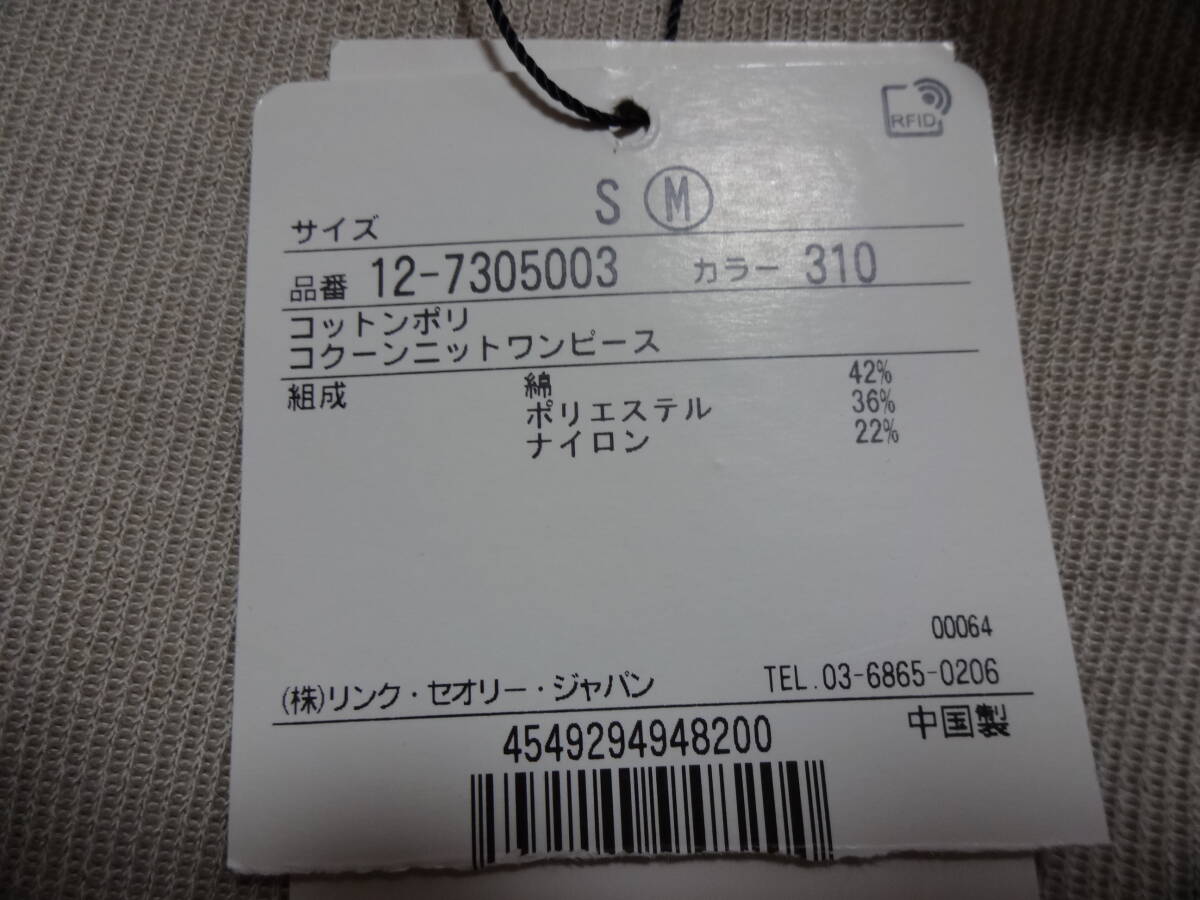 RFID
S M
サイズ
品番 12-7305003 カラー 310
コットンポリ
コクーンニットワンピース
組成 綿 42%
ポリエステル 36%
ナイロン 22%
00064
(株)リンク・セオリー・ジャパン TEL.03-6865-0206
4549294948200 中国製